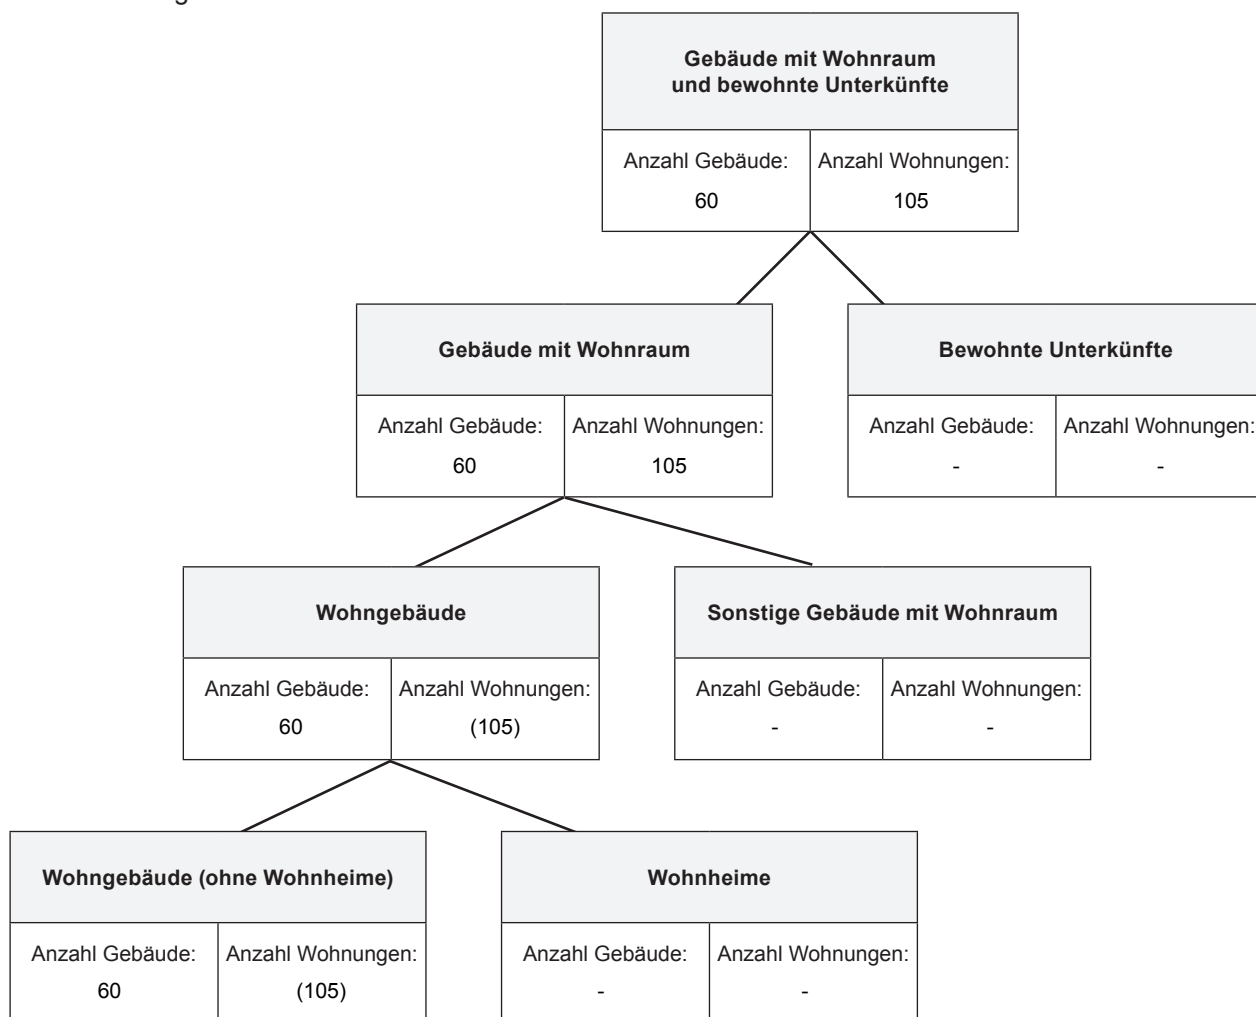 Gebäude mit Wohnraum
und bewohnte Unterkünfte
Anzahl Gebäude: Anzahl Wohnungen:
60 105
Gebäude mit Wohnraum Bewohnte Unterkünfte
Anzahl Gebäude: Anzahl Wohnungen: Anzahl Gebäude: Anzahl Wohnungen:
60 105 - -
Wohngebäude Sonstige Gebäude mit Wohnraum
Anzahl Gebäude: Anzahl Wohnungen: Anzahl Gebäude: Anzahl Wohnungen:
60 (105) - -
Wohngebäude (ohne Wohnheime) Wohnheime
Anzahl Gebäude: Anzahl Wohnungen: Anzahl Gebäude: Anzahl Wohnungen:
60 (105) - -